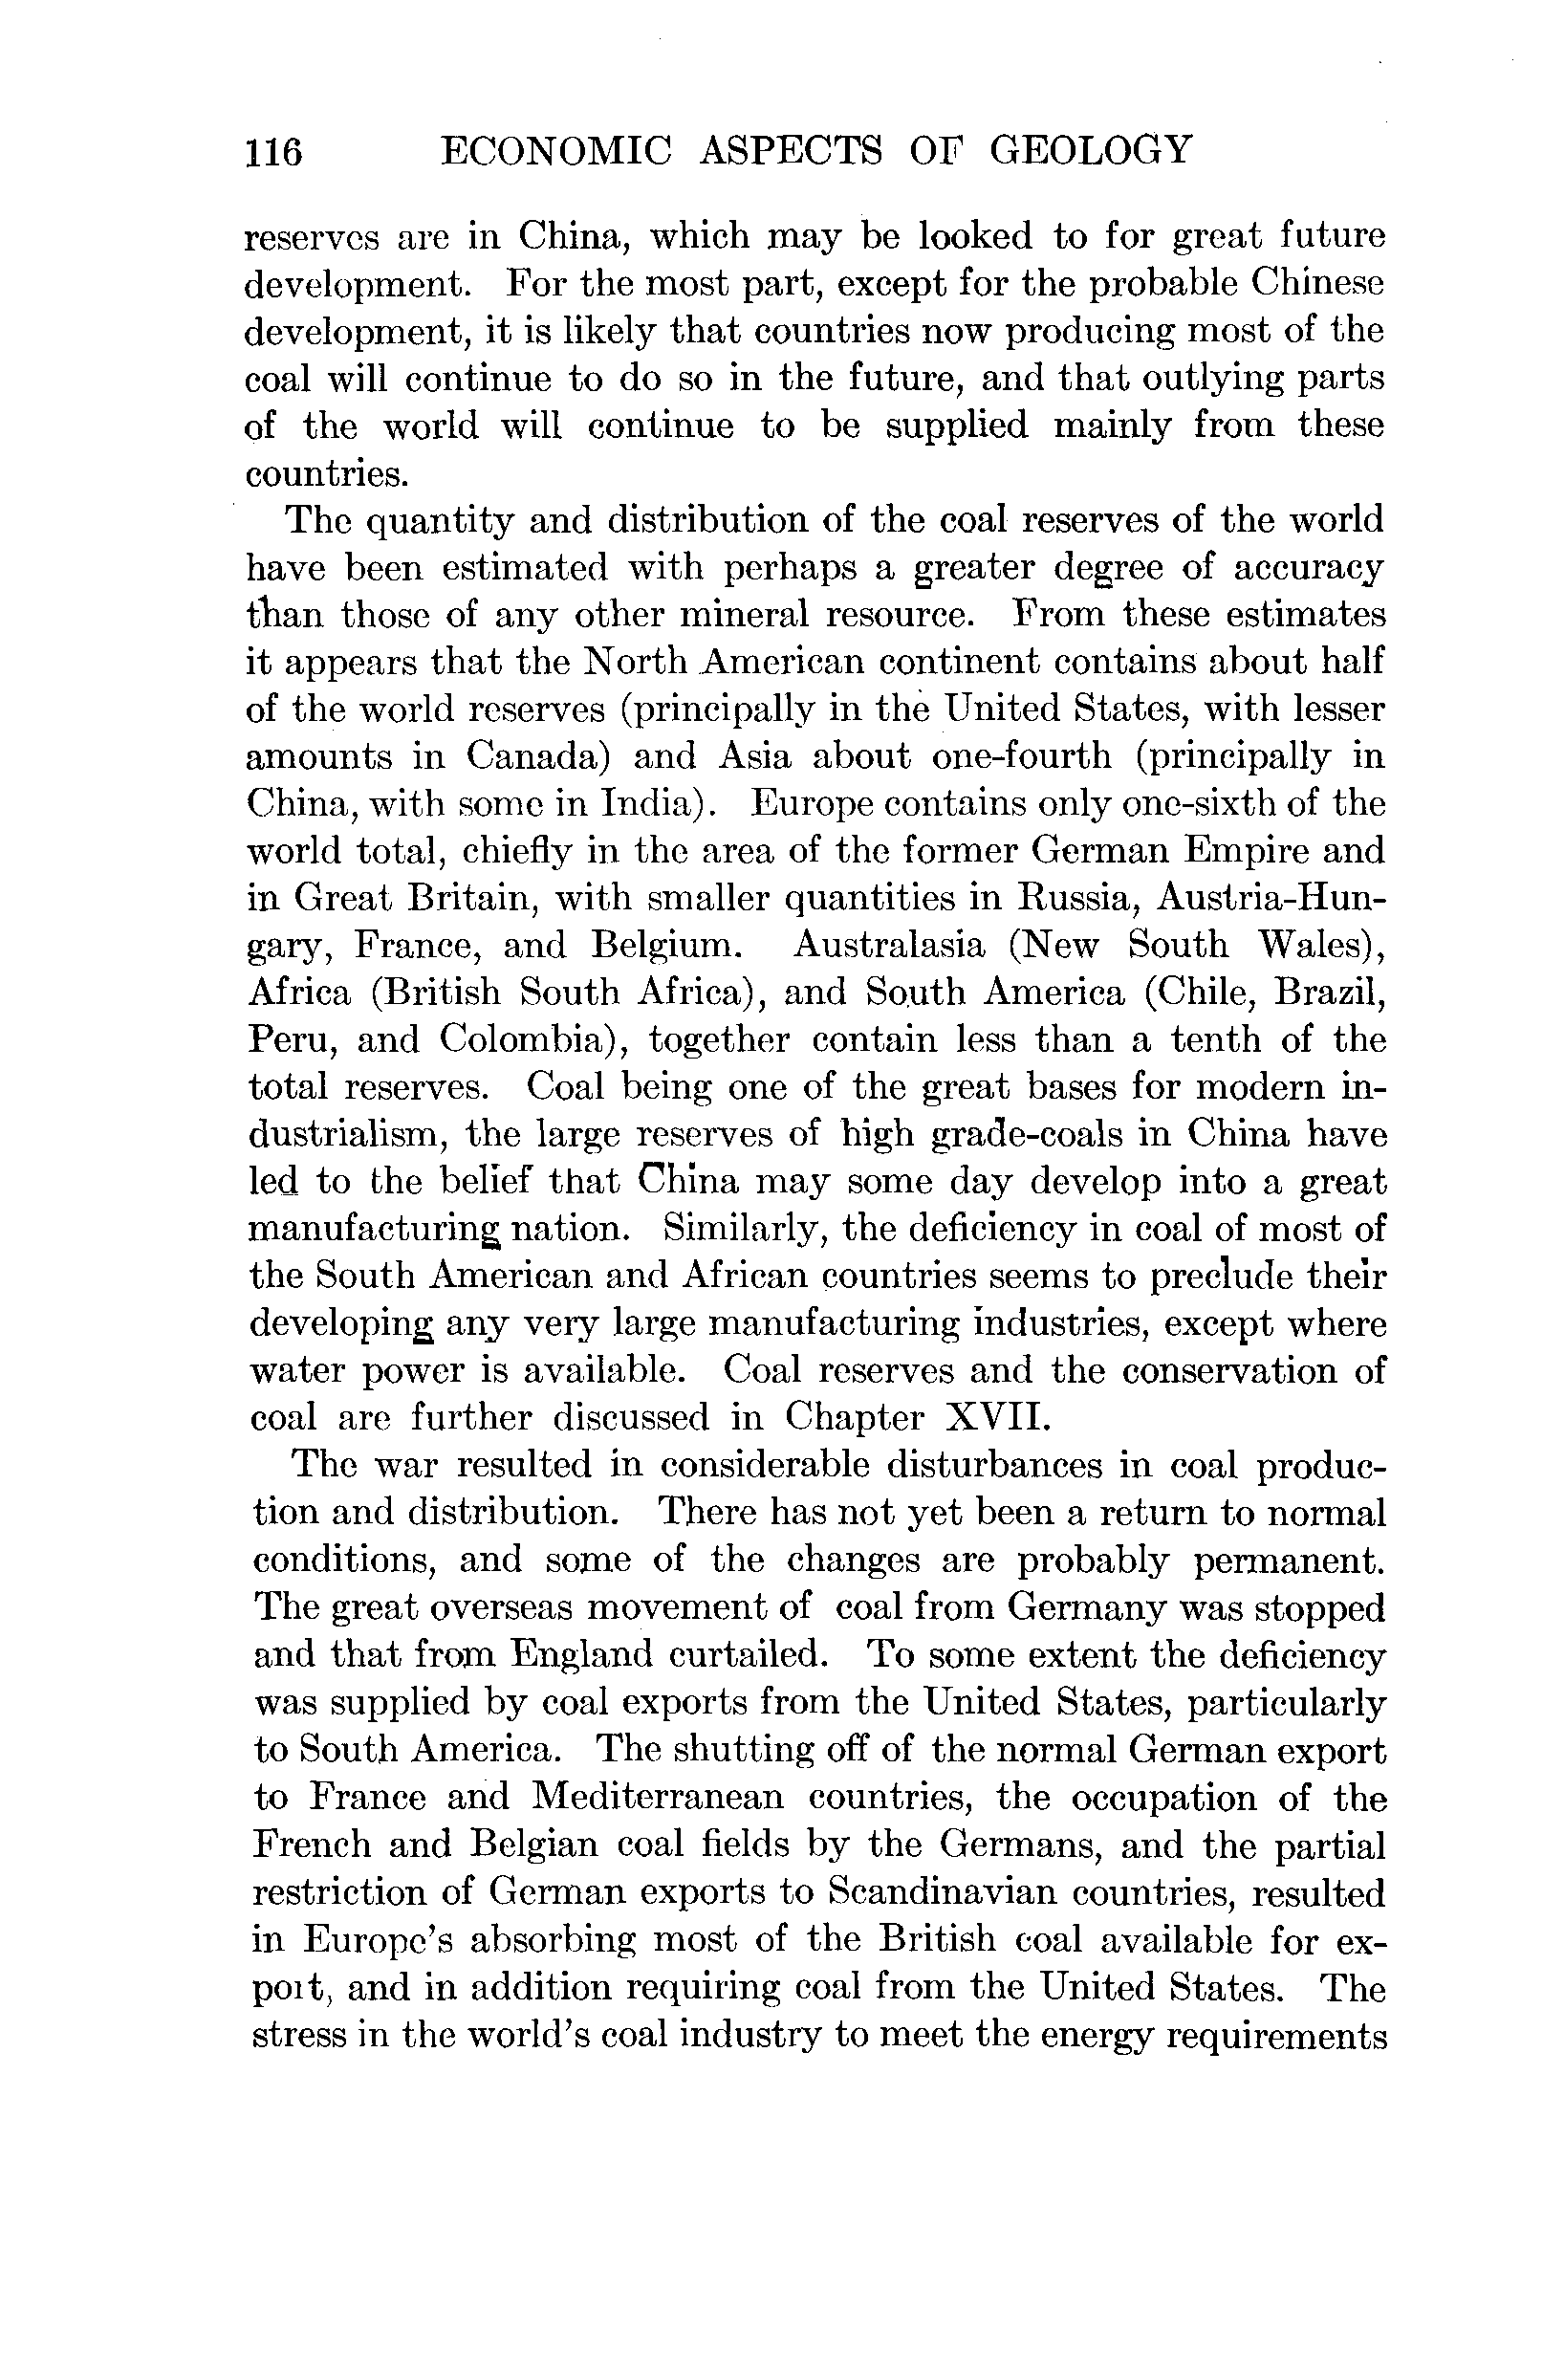 116 ECONOMIC ASPECTS OF GEOLOGY
reserves are in China, which may be looked to for great future
development. For the most part, except for the probable Chinese
development, it is likely that countries now producing most of the
coal will continue to do so in the future, and that outlying parts
of the world will continue to be supplied mainly from these
countries.
The quantity and distribution of the coal reserves of the world
have been estimated with perhaps a greater degree of accuracy
than those of any other mineral resource. From these estimates
it appears that the North American continent contains about half
of the world reserves (principally in the United States, with lesser
amounts in Canada) and Asia about one-fourth (principally in
China, with some in India). Europe contains only one-sixth of the
world total, chiefly in the area of the former German Empire and
in Great Britain, with smaller quantities in Russia, Austria-Hun-
gary, France, and Belgium. Australasia (New South Wales),
Africa (British South Africa), and South America (Chile, Brazil,
Peru, and Colombia), together contain less than a tenth of the
total reserves. Coal being one of the great bases for modern in-
dustrialism, the large reserves of high grade-coals in China have
led to the belief that China may some day develop into a great
manufacturing nation. Similarly, the deficiency in coal of most of
the South American and African countries seems to preclude their
developing any very large manufacturing industries, except where
water power is available. Coal reserves and the conservation of
coal are further discussed in Chapter XVII.
The war resulted in considerable disturbances in coal produc-
tion and distribution. There has not yet been a return to normal
conditions, and some of the changes are probably permanent.
The great overseas movement of coal from Germany was stopped
and that from England curtailed. To some extent the deficiency
was supplied by coal exports from the United States, particularly
to South America. The shutting off of the normal German export
to France and Mediterranean countries, the occupation of the
French and Belgian coal fields by the Germans, and the partial
restriction of German exports to Scandinavian countries, resulted
in Europe's absorbing most of the British coal available for ex-
port, and in addition requiring coal from the United States. The
stress in the world's coal industry to meet the energy requirements